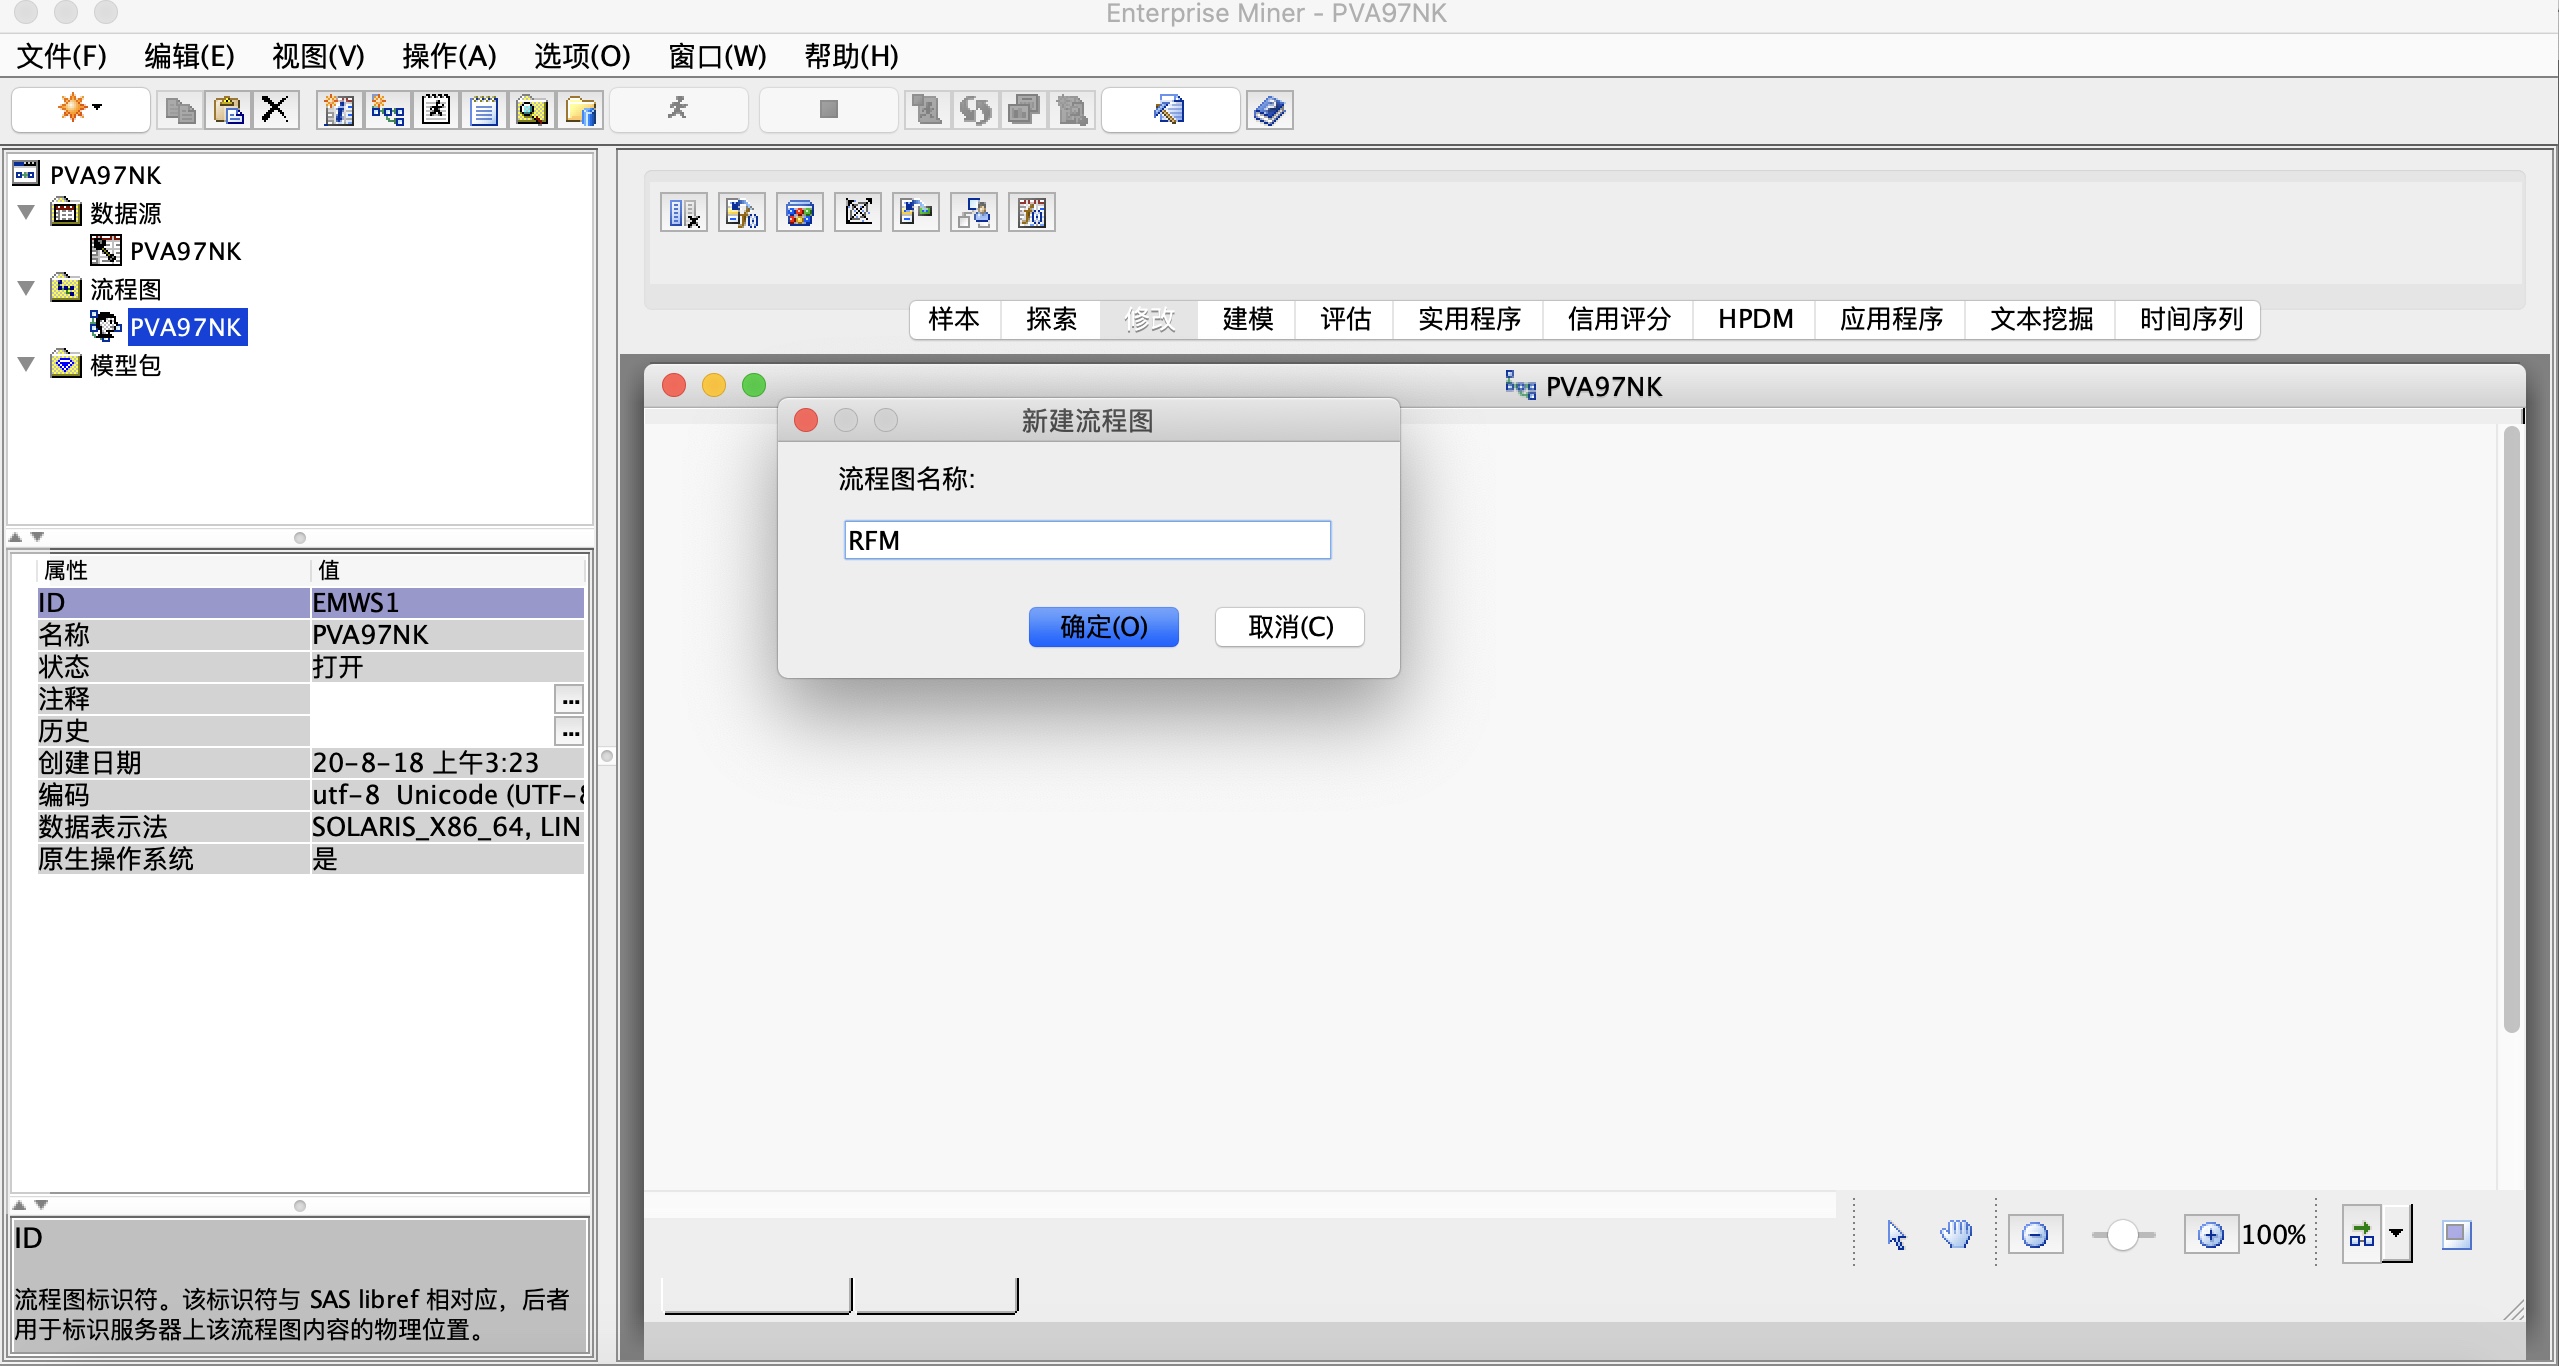 Enterprise Miner - PVA97NK
文件(F) 编辑(E) 视图(V) 操作(A) 选项(O) 窗口(W) 帮助(H)
PVA97NK
数据源
PVA97NK
流程图
PVA97NK
模型包
样本 探索 修改 建模 评估 实用程序 信用评分 HPDM 应用程序 文本挖掘 时间序列
PVA97NK
新建流程图
流程图名称:
RFM
确定(O) 取消(C)
属性 值
ID EMWS1
名称 PVA97NK
状态 打开
注释 ...
历史 ...
创建日期 20-8-18 上午3:23
编码 utf-8 Unicode (UTF-8
数据表示法 SOLARIS_X86_64, LIN
原生操作系统 是
ID
流程图标识符。该标识符与 SAS libref 相对应，后者
用于标识服务器上该流程图内容的物理位置。
100%